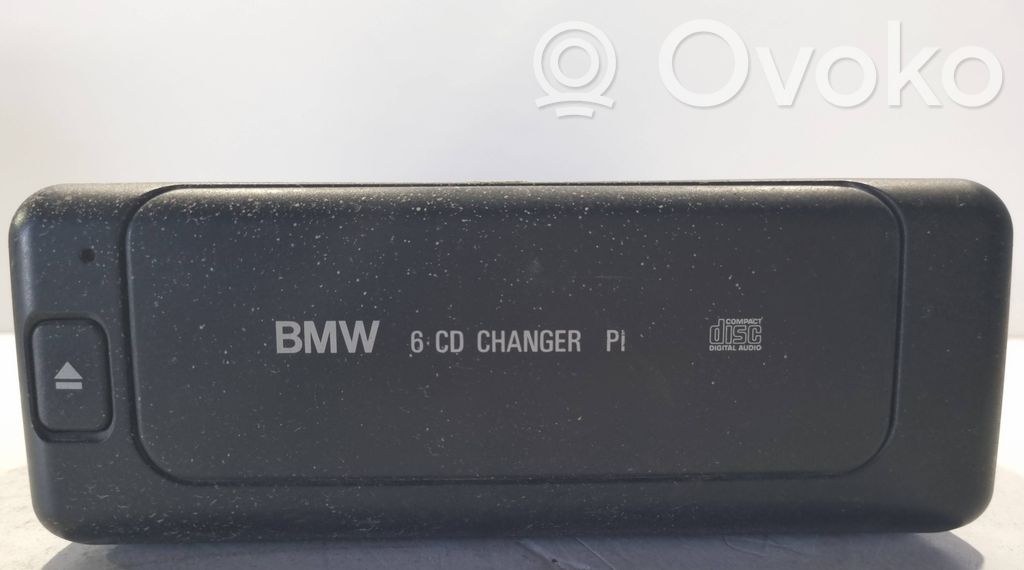 Ovoko
BMW 6 CD CHANGER PI
COMPACT
disc
DIGITAL AUDIO